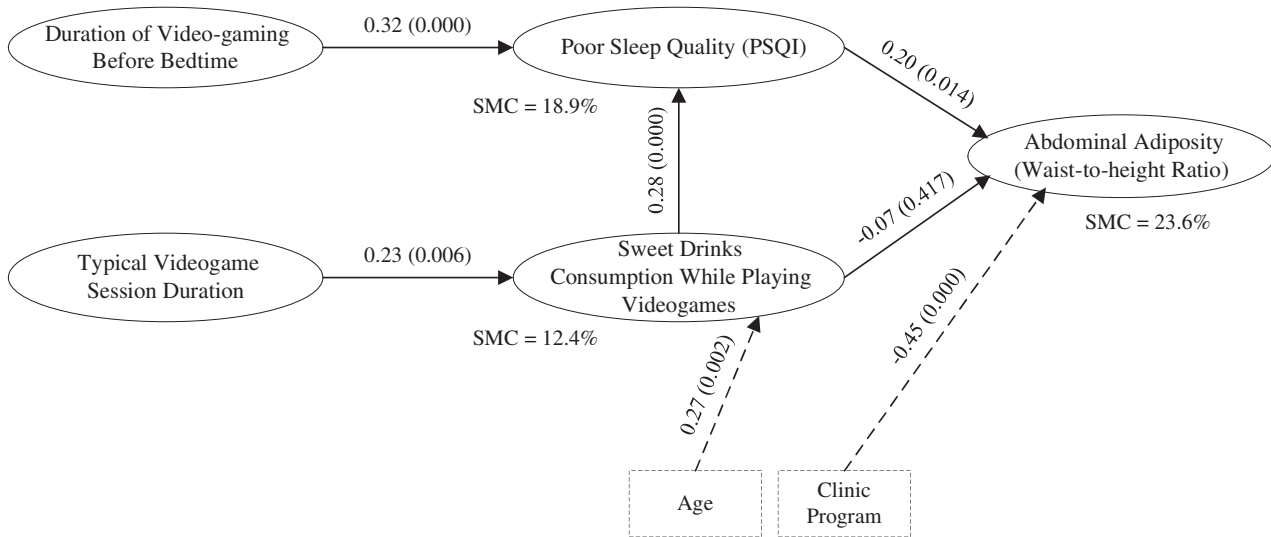 Duration of Video-gaming
Before Bedtime
0.32 (0.000)
Poor Sleep Quality (PSQI)
SMC = 18.9%
0.20 (0.014)
Abdominal Adiposity
(Waist-to-height Ratio)
SMC = 23.6%
0.28 (0.000)
-0.07 (0.417)
Typical Videogame
Session Duration
0.23 (0.006)
Sweet Drinks
Consumption While Playing
Videogames
SMC = 12.4%
0.27 (0.002)
-0.45 (0.000)
Age
Clinic
Program